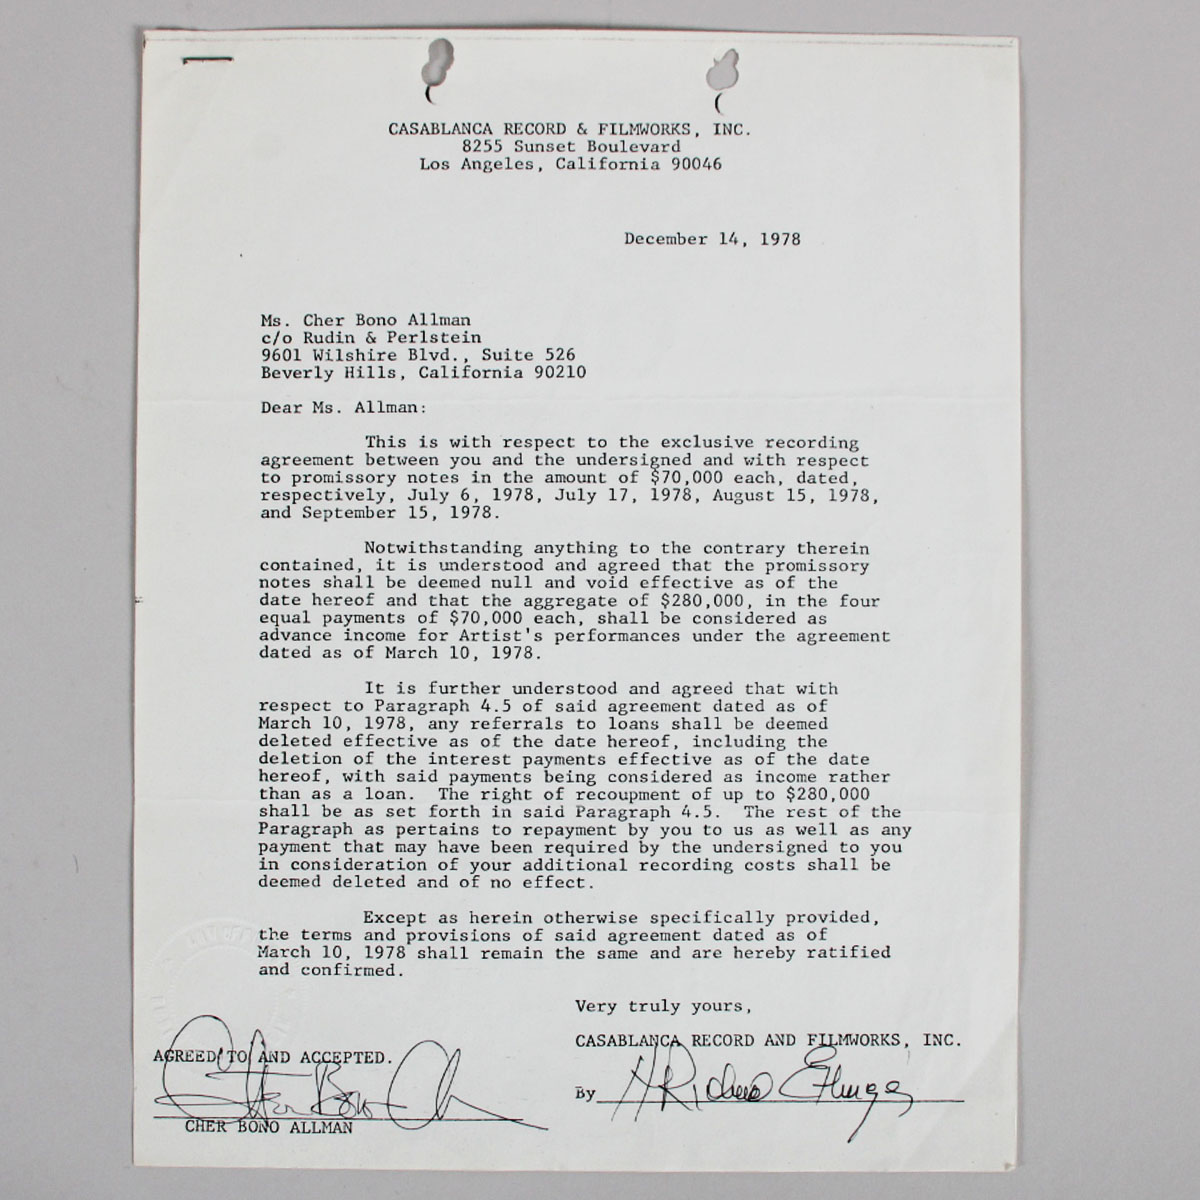 CASABLANCA RECORD & FILMWORKS, INC.
8255 Sunset Boulevard
Los Angeles, California 90046
December 14, 1978
Ms. Cher Bono Allman
c/o Rudin & Perlstein
9601 Wilshire Blvd., Suite 526
Beverly Hills, California 90210
Dear Ms. Allman:
This is with respect to the exclusive recording
agreement between you and the undersigned and with respect
to promissory notes in the amount of $70,000 each, dated,
respectively, July 6, 1978, July 17, 1978, August 15, 1978,
and September 15, 1978.
Notwithstanding anything to the contrary therein
contained, it is understood and agreed that the promissory
notes shall be deemed null and void effective as of the
date hereof and that the aggregate of $280,000, in the four
equal payments of $70,000 each, shall be considered as
advance income for Artist's performances under the agreement
dated as of March 10, 1978.
It is further understood and agreed that with
respect to Paragraph 4.5 of said agreement dated as of
March 10, 1978, any referrals to loans shall be deemed
deleted effective as of the date hereof, including the
deletion of the interest payments effective as of the date
hereof, with said payments being considered as income rather
than as a loan. The right of recoupment of up to $280,000
shall be as set forth in said Paragraph 4.5. The rest of the
Paragraph as pertains to repayment by you to us as well as any
payment that may have been required by the undersigned to you
in consideration of your additional recording costs shall be
deemed deleted and of no effect.
Except as herein otherwise specifically provided,
the terms and provisions of said agreement dated as of
March 10, 1978 shall remain the same and are hereby ratified
and confirmed.
Very truly yours,
CASABLANCA RECORD AND FILMWORKS, INC.
AGREED TO AND ACCEPTED.
By Richard
Cher Bono
CHER BONO ALLMAN